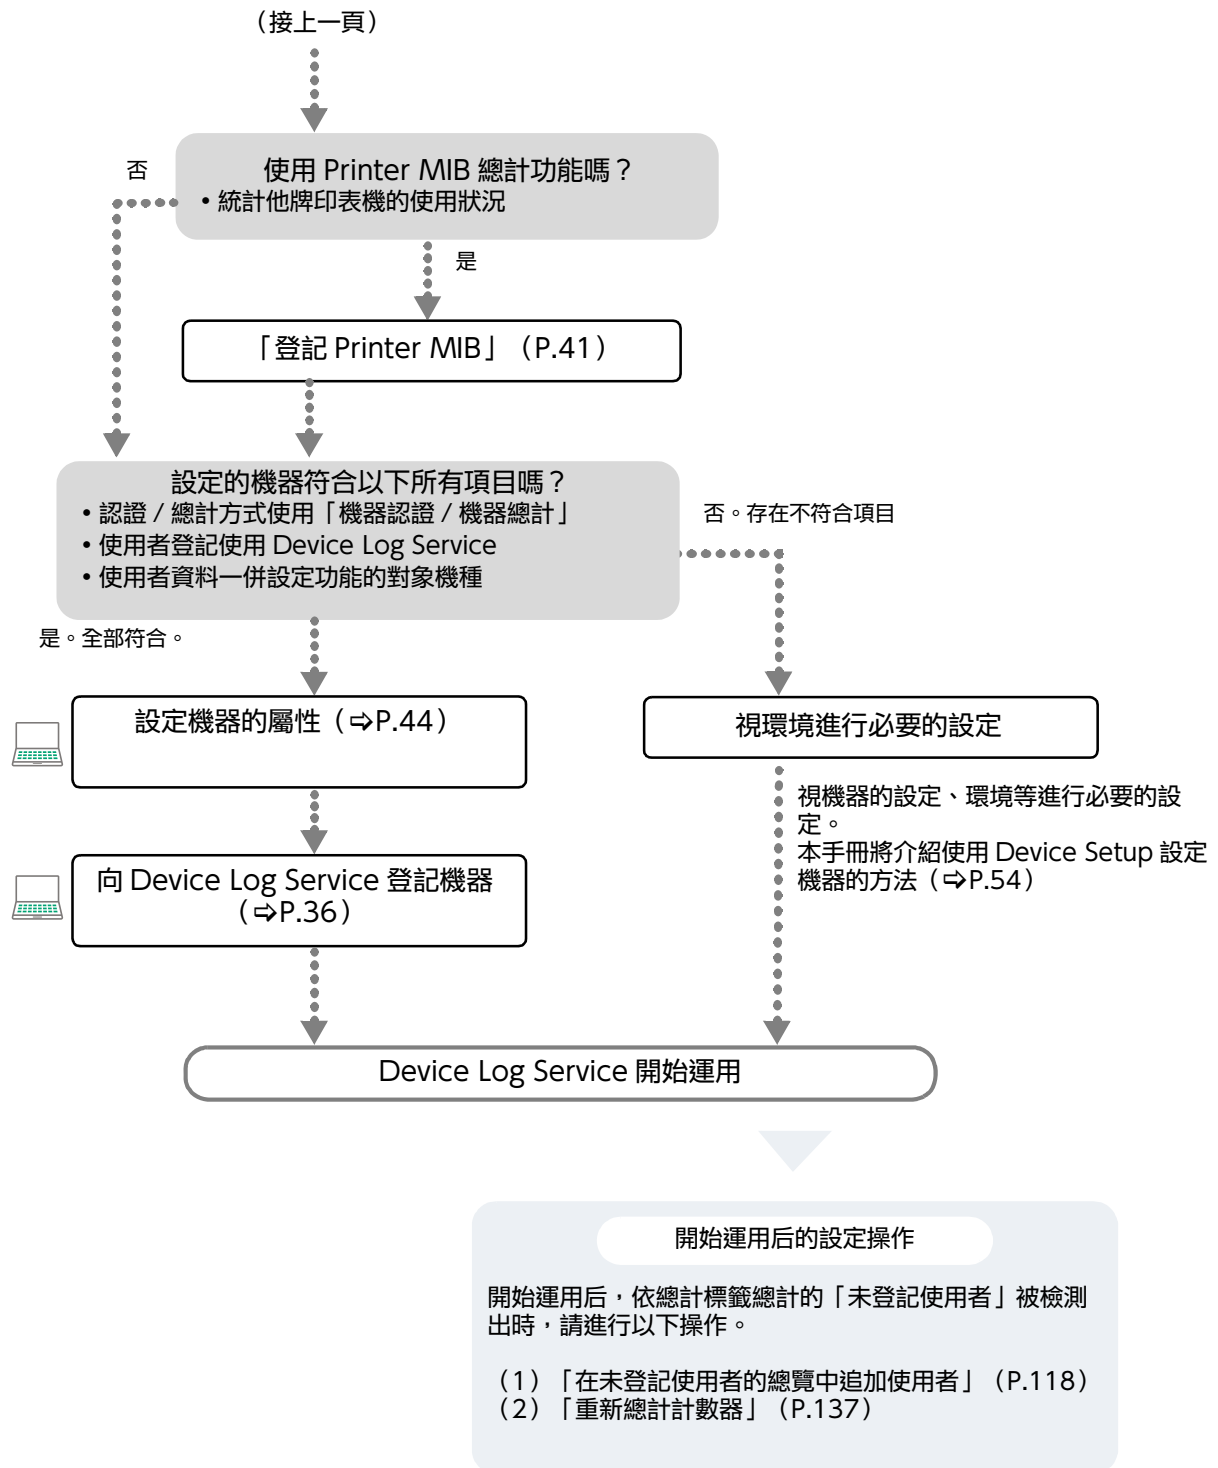 （接上一頁）
否
使用 Printer MIB 總計功能嗎？
• 統計他牌印表機的使用狀況
是
「登記 Printer MIB」（P.41）
設定的機器符合以下所有項目嗎？
• 認證 / 總計方式使用「機器認證 / 機器總計」
• 使用者登記使用 Device Log Service
• 使用者資料一併設定功能的對象機種
否。存在不符合項目
是。全部符合。
設定機器的屬性（⇨P.44）
視環境進行必要的設定
視機器的設定、環境等進行必要的設
定。
本手冊將介紹使用 Device Setup 設定
機器的方法（⇨P.54）
向 Device Log Service 登記機器
（⇨P.36）
Device Log Service 開始運用
開始運用后的設定操作
開始運用后，依總計標籤總計的「未登記使用者」被檢測
出時，請進行以下操作。
（1）「在未登記使用者的總覽中追加使用者」（P.118）
（2）「重新總計計數器」（P.137）